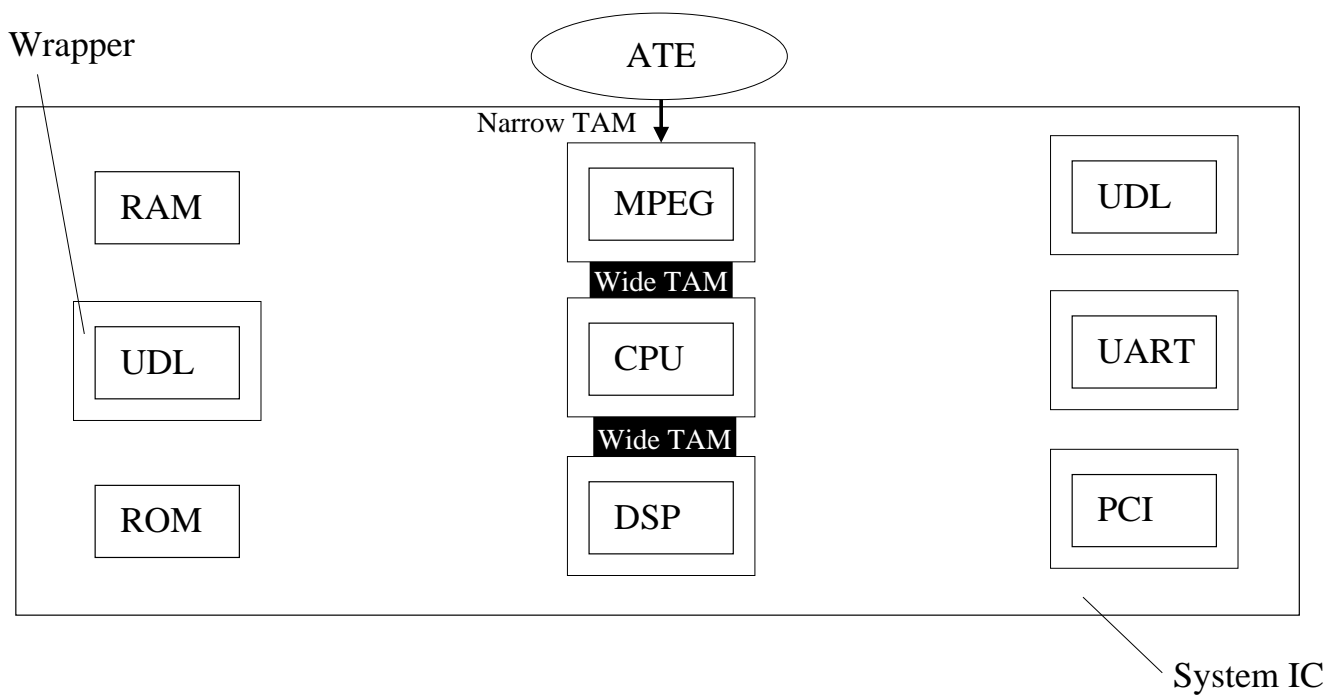 Wrapper
ATE
Narrow TAM
RAM
MPEG
UDL
Wide TAM
UDL
CPU
UART
Wide TAM
ROM
DSP
PCI
System IC